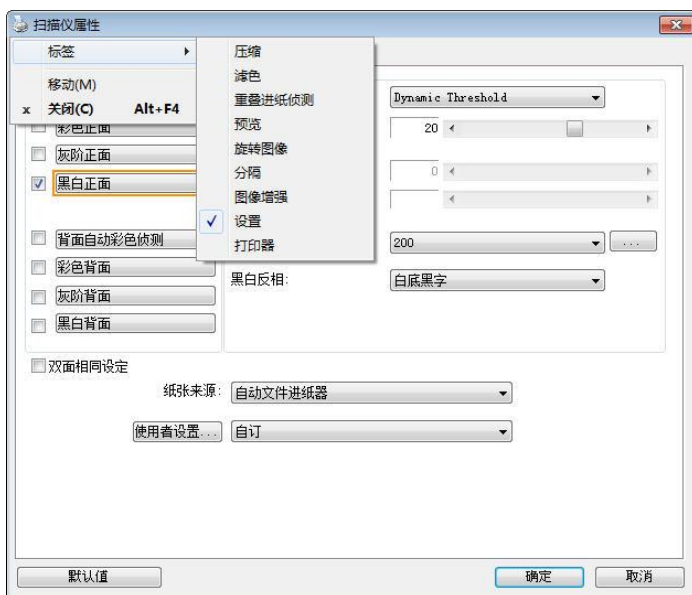 扫描仪属性
标签
移动(M)
x 关闭(C) Alt+F4
压缩
滤色
重叠进纸侦测
预览
旋转图像
分隔
图像增强
设置
打印器
彩色正面
灰阶正面
黑白正面
背面自动彩色侦测
彩色背面
灰阶背面
黑白背面
Dynamic Threshold
20
0
200
...
黑白反相:
白底黑字
双面相同设定
纸张来源:
自动文件进纸器
使用者设置...
自订
默认值
确定
取消